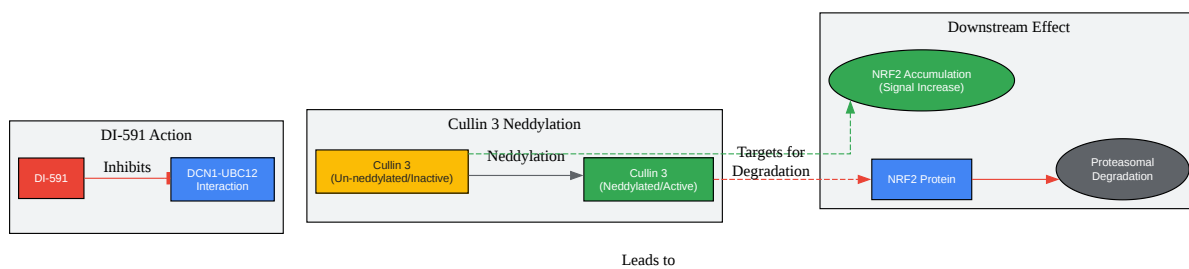 DI-591 Action
DI-591
Inhibits
DCN1-UBC12
Interaction
Cullin 3 Neddylation
Cullin 3
(Un-neddylated/Inactive)
Neddylation
Cullin 3
(Neddylated/Active)
Targets for
Degradation
Downstream Effect
NRF2 Accumulation
(Signal Increase)
NRF2 Protein
Proteasomal
Degradation
Leads to